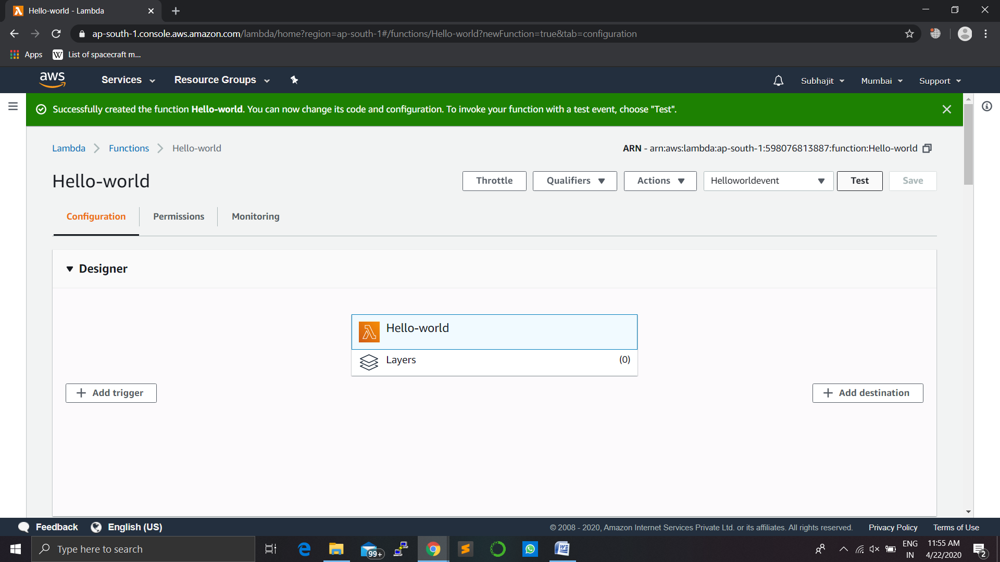 Hello-world - Lambda
ap-south-1.console.aws.amazon.com/lambda/home?region=ap-south-1#/functions/Hello-world?newFunction=true&tab=configuration
Apps
W List of spacecraft m...
aws Services Resource Groups Subhajit Mumbai Support
Successfully created the function Hello-world. You can now change its code and configuration. To invoke your function with a test event, choose "Test".
Lambda Functions Hello-world ARN - arn:aws:lambda:ap-south-1:598076813887:function:Hello-world
Hello-world Throttle Qualifiers Actions Helloworldevent Test Save
Configuration Permissions Monitoring
Designer
Hello-world
Layers (0)
+ Add trigger + Add destination
Feedback English (US) © 2008 - 2020, Amazon Internet Services Private Ltd. or its affiliates. All rights reserved. Privacy Policy Terms of Use
Type here to search 99+ ENG 11:55 AM
IN 4/22/2020 2